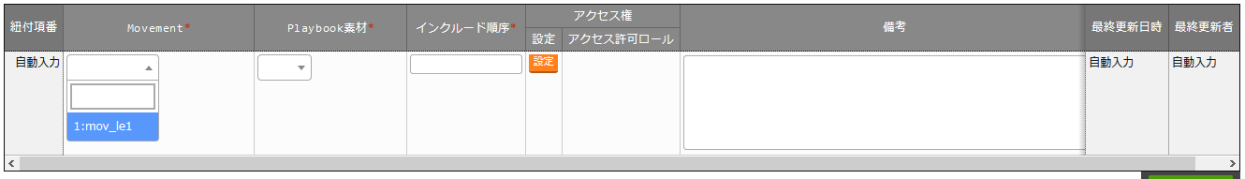 紐付項番 Movement* Playbook素材* インクルード順序* アクセス権 備考 最終更新日時 最終更新者
設定 アクセス許可ロール
自動入力 設定 自動入力 自動入力
1:mov_le1